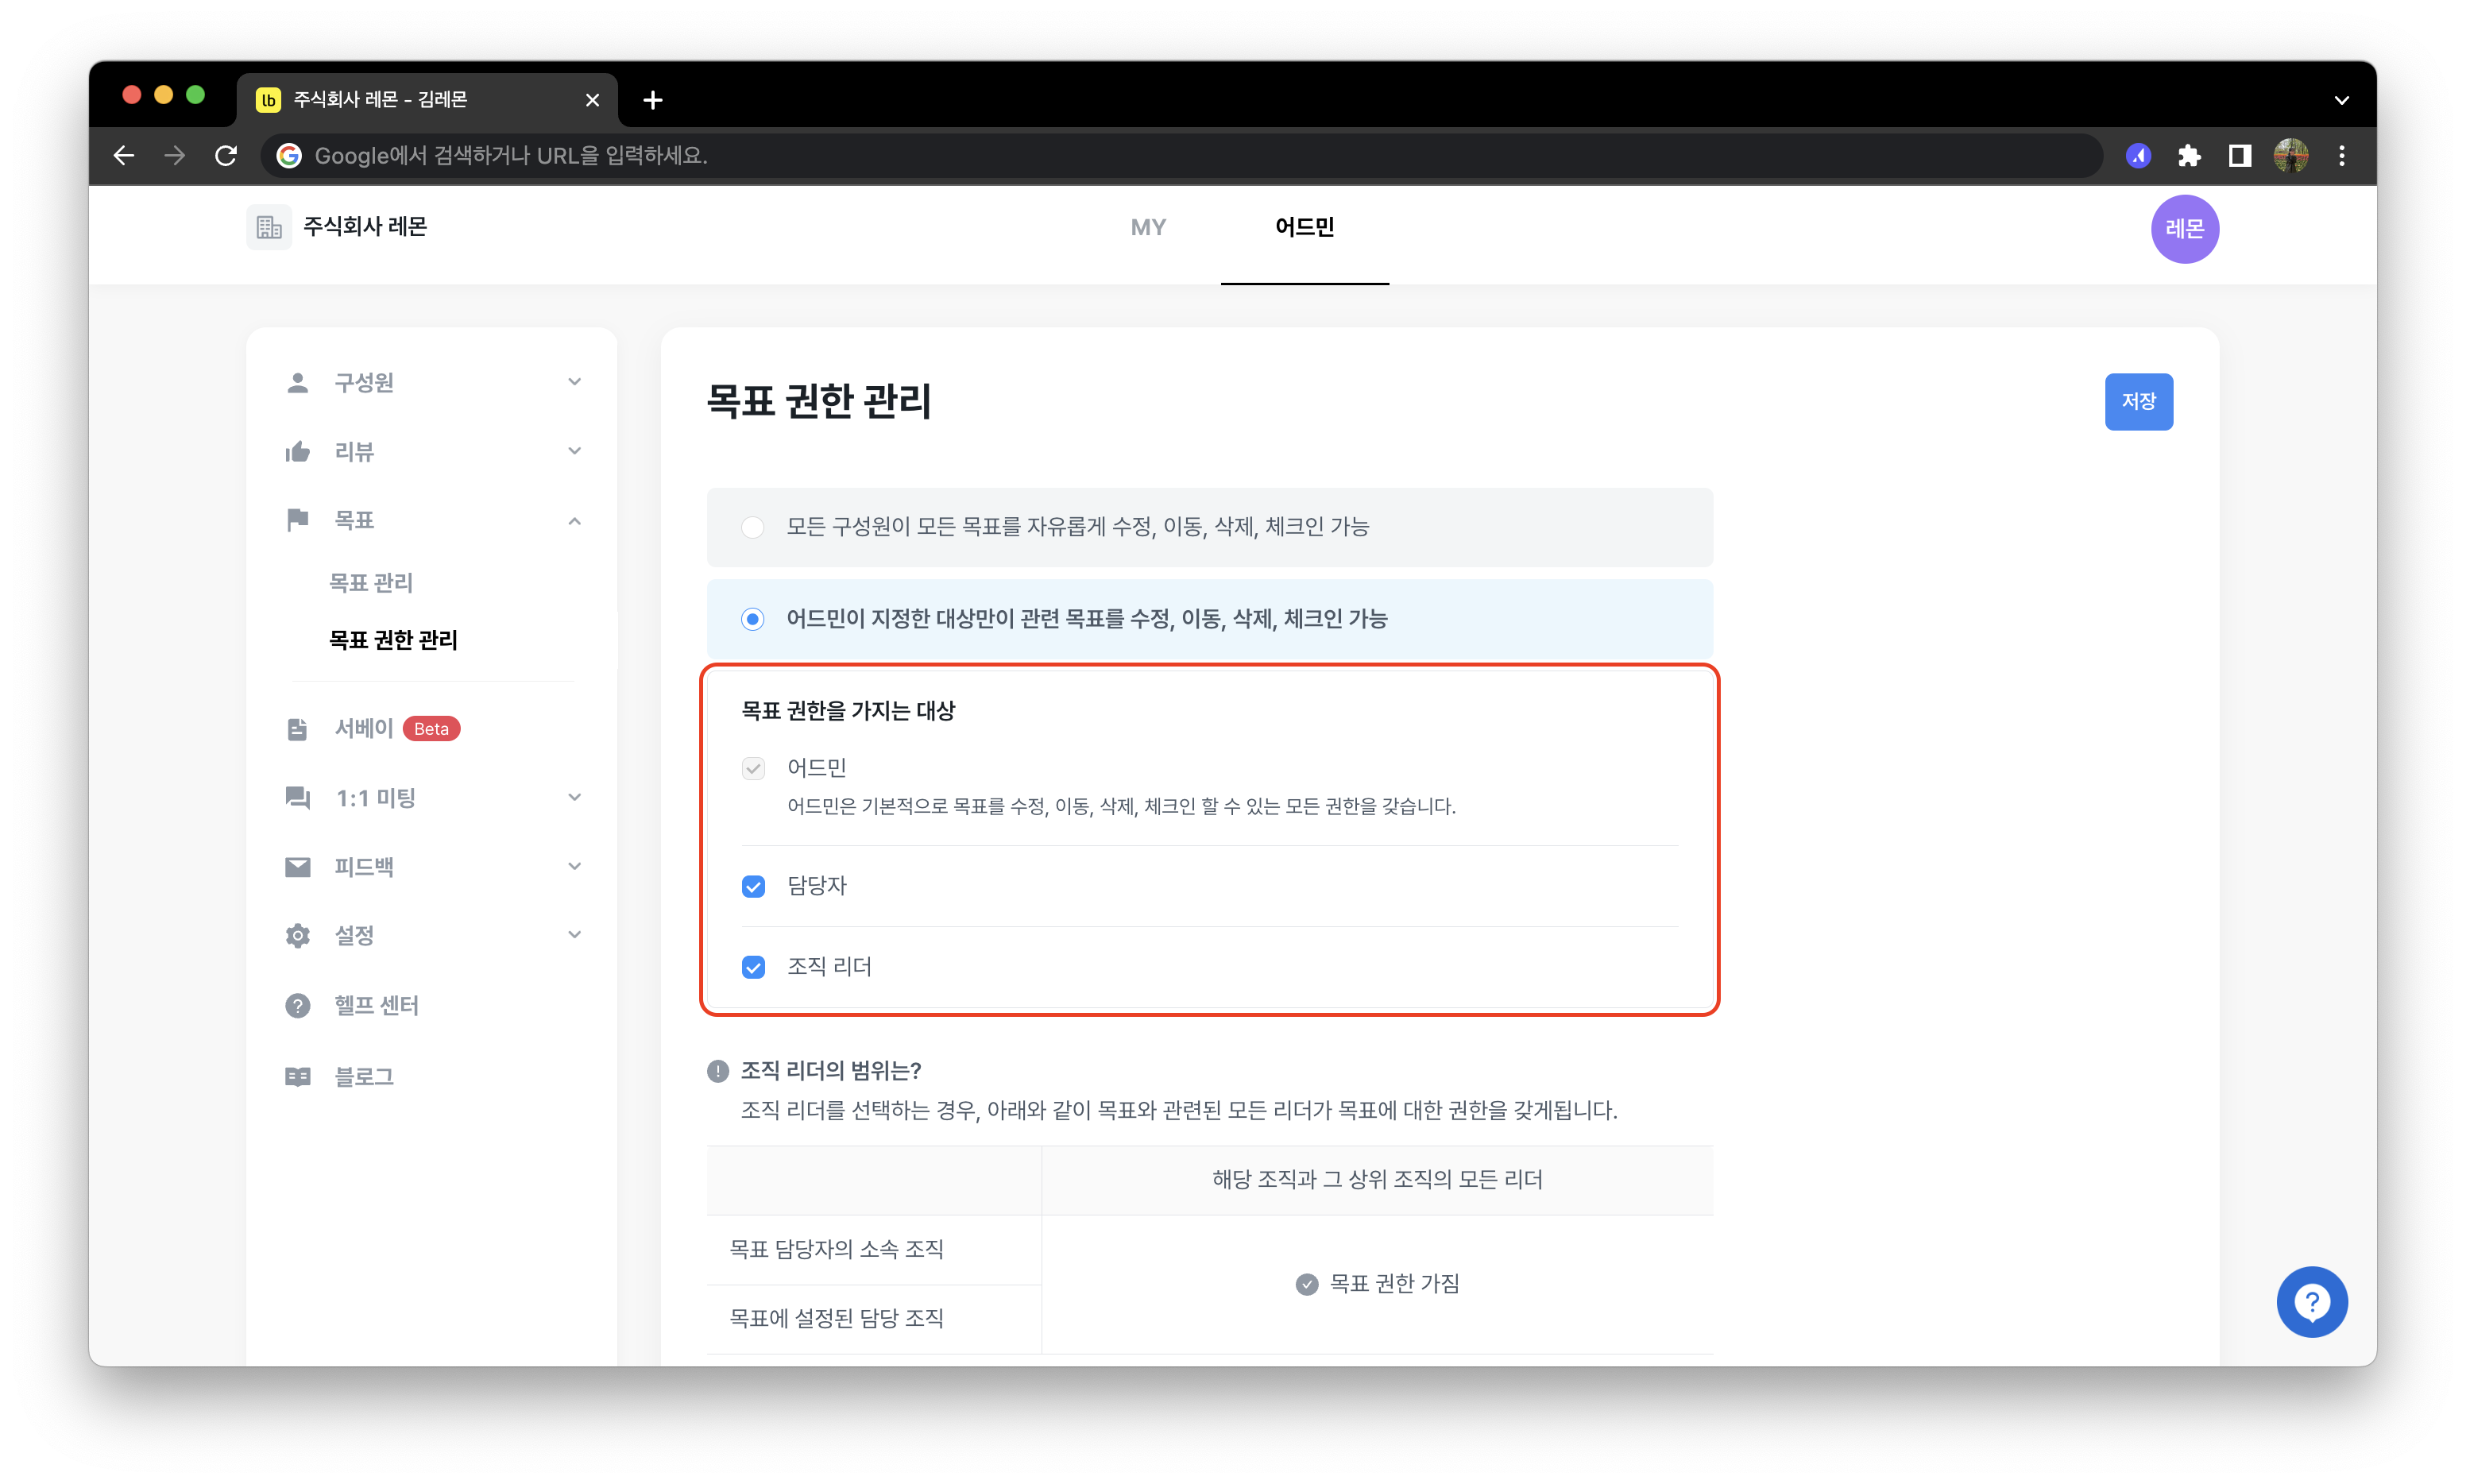 lb 주식회사 레몬 - 김레몬
Google에서 검색하거나 URL을 입력하세요.
주식회사 레몬
MY
어드민
레몬
구성원
리뷰
목표
목표 관리
목표 권한 관리
서베이 Beta
1:1 미팅
피드백
설정
헬프 센터
블로그
목표 권한 관리
저장
모든 구성원이 모든 목표를 자유롭게 수정, 이동, 삭제, 체크인 가능
어드민이 지정한 대상만이 관련 목표를 수정, 이동, 삭제, 체크인 가능
목표 권한을 가지는 대상
어드민
어드민은 기본적으로 목표를 수정, 이동, 삭제, 체크인 할 수 있는 모든 권한을 갖습니다.
담당자
조직 리더
조직 리더의 범위는?
조직 리더를 선택하는 경우, 아래와 같이 목표와 관련된 모든 리더가 목표에 대한 권한을 갖게됩니다.
해당 조직과 그 상위 조직의 모든 리더
목표 담당자의 소속 조직
목표 권한 가짐
목표에 설정된 담당 조직